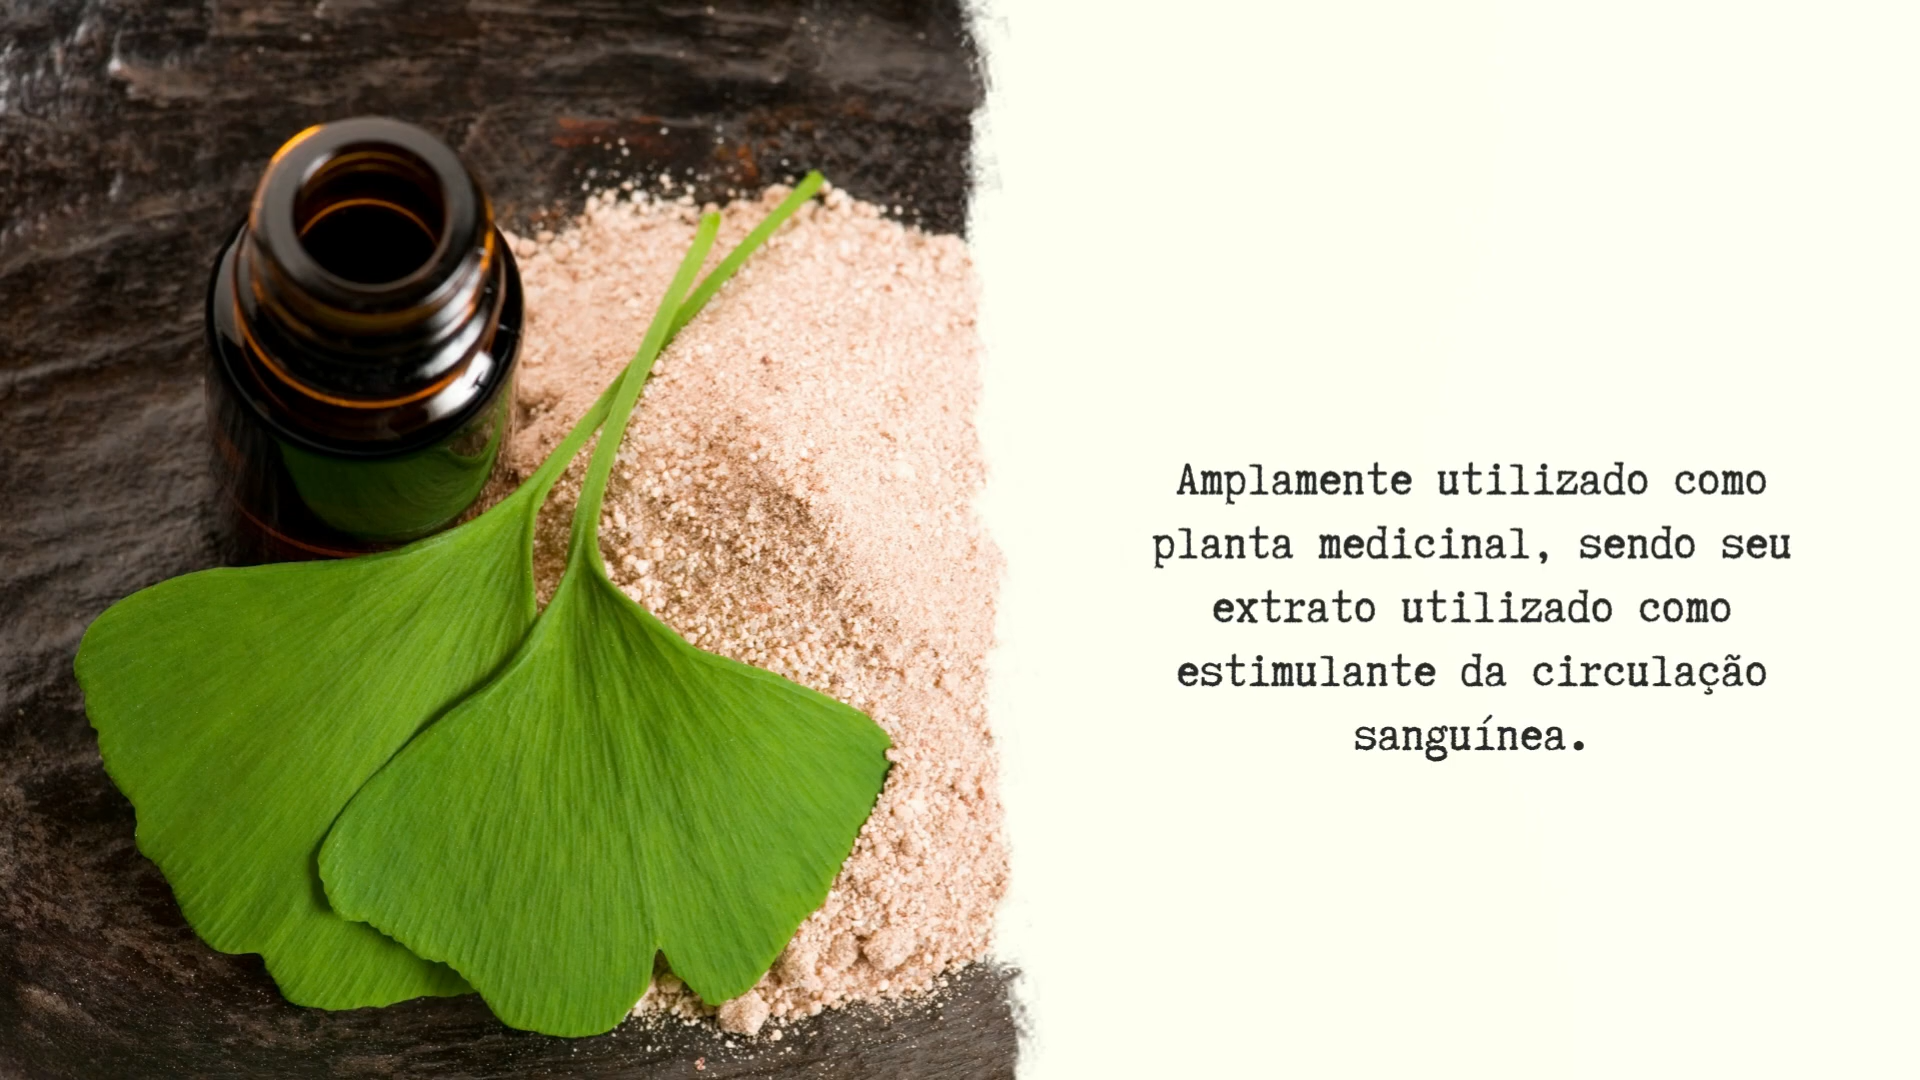 Amplamente utilizado como
planta medicinal, sendo seu
extrato utilizado como
estimulante da circulação
sanguínea.